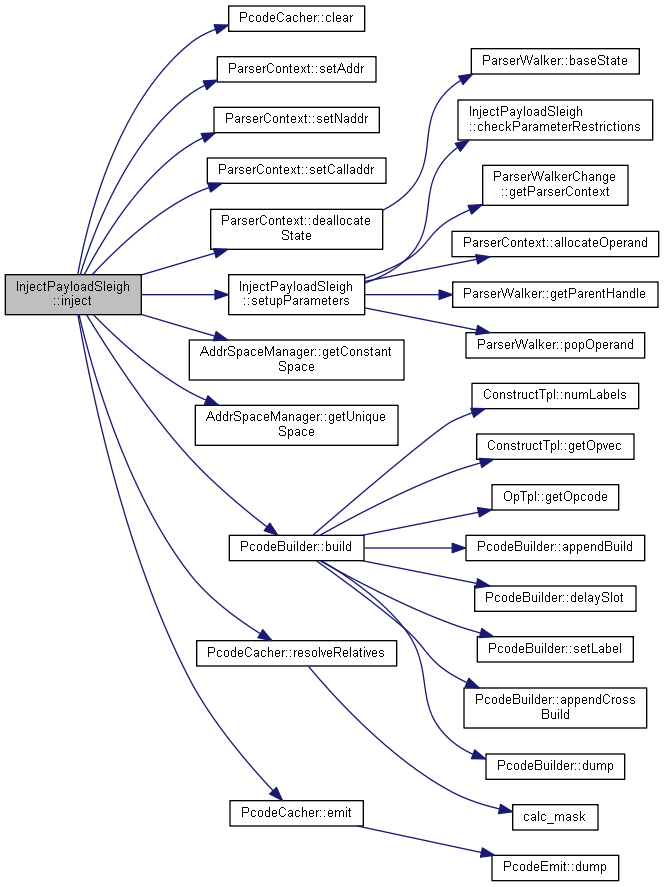 InjectPayloadSleigh
::inject
PcodeCacher::clear
ParserContext::setAddr
ParserContext::setNaddr
ParserContext::setCalladdr
ParserContext::deallocate
State
InjectPayloadSleigh
::setupParameters
AddrSpaceManager::getConstant
Space
AddrSpaceManager::getUnique
Space
PcodeBuilder::build
PcodeCacher::resolveRelatives
PcodeCacher::emit
ParserWalker::baseState
InjectPayloadSleigh
::checkParameterRestrictions
ParserWalkerChange
::getParserContext
ParserContext::allocateOperand
ParserWalker::getParentHandle
ParserWalker::popOperand
ConstructTpl::numLabels
ConstructTpl::getOpvec
OpTpl::getOpcode
PcodeBuilder::appendBuild
PcodeBuilder::delaySlot
PcodeBuilder::setLabel
PcodeBuilder::appendCross
Build
PcodeBuilder::dump
calc_mask
PcodeEmit::dump